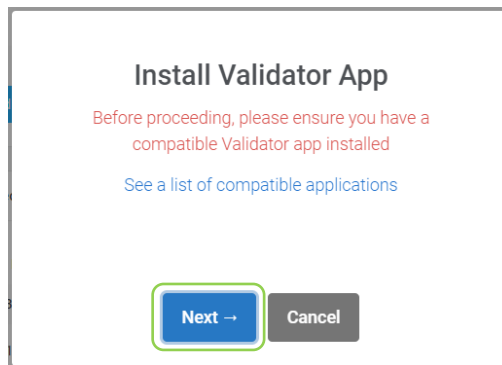 Install Validator App
Before proceeding, please ensure you have a
compatible Validator app installed
See a list of compatible applications
Next → Cancel